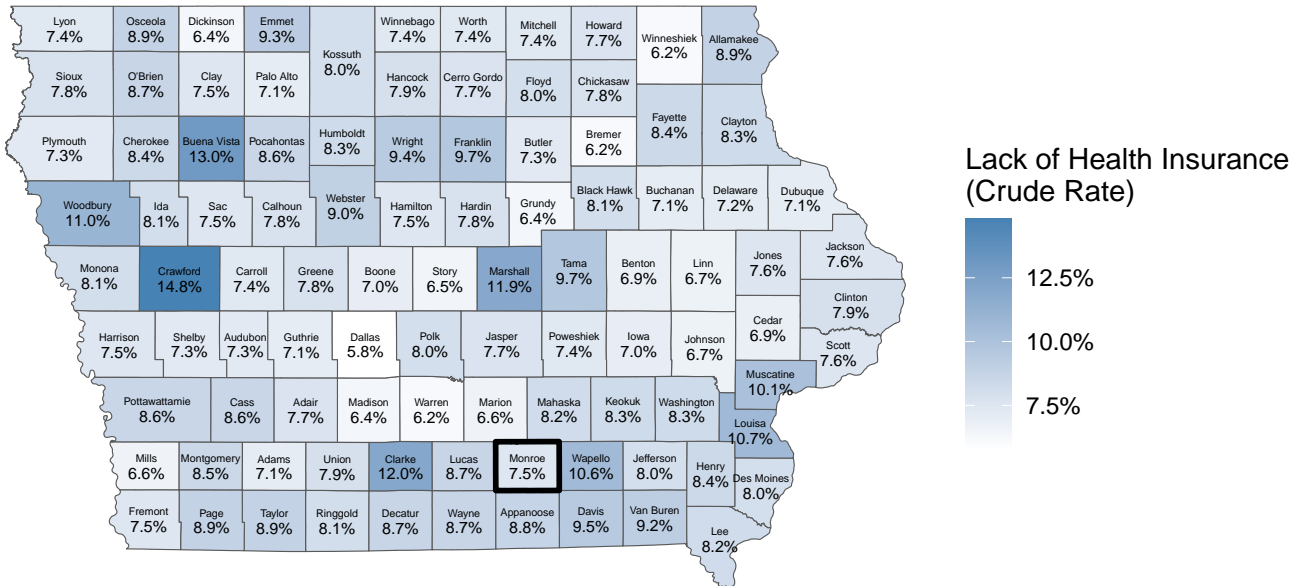 Lyon
7.4%
Osceola
8.9%
Dickinson
6.4%
Emmet
9.3%
Kossuth
8.0%
Winnebago
7.4%
Worth
7.4%
Mitchell
7.4%
Howard
7.7%
Winneshiek
6.2%
Allamakee
8.9%
Sioux
7.8%
O'Brien
8.7%
Clay
7.5%
Palo Alto
7.1%
Hancock
7.9%
Cerro Gordo
7.7%
Floyd
8.0%
Chickasaw
7.8%
Fayette
8.4%
Clayton
8.3%
Plymouth
7.3%
Cherokee
8.4%
Buena Vista
13.0%
Pocahontas
8.6%
Humboldt
8.3%
Wright
9.4%
Franklin
9.7%
Butler
7.3%
Bremer
6.2%
Woodbury
11.0%
Ida
8.1%
Sac
7.5%
Calhoun
7.8%
Webster
9.0%
Hamilton
7.5%
Hardin
7.8%
Grundy
6.4%
Black Hawk
8.1%
Buchanan
7.1%
Delaware
7.2%
Dubuque
7.1%
Monona
8.1%
Crawford
14.8%
Carroll
7.4%
Greene
7.8%
Boone
7.0%
Story
6.5%
Marshall
11.9%
Tama
9.7%
Benton
6.9%
Linn
6.7%
Jones
7.6%
Jackson
7.6%
Clinton
7.9%
Harrison
7.5%
Shelby
7.3%
Audubon
7.3%
Guthrie
7.1%
Dallas
5.8%
Polk
8.0%
Jasper
7.7%
Poweshiek
7.4%
Iowa
7.0%
Johnson
6.7%
Cedar
6.9%
Scott
7.6%
Muscatine
10.1%
Pottawattamie
8.6%
Cass
8.6%
Adair
7.7%
Madison
6.4%
Warren
6.2%
Marion
6.6%
Mahaska
8.2%
Keokuk
8.3%
Washington
8.3%
Louisa
10.7%
Mills
6.6%
Montgomery
8.5%
Adams
7.1%
Union
7.9%
Clarke
12.0%
Lucas
8.7%
Monroe
7.5%
Wapello
10.6%
Jefferson
8.0%
Henry
8.4%
Des Moines
8.0%
Fremont
7.5%
Page
8.9%
Taylor
8.9%
Ringgold
8.1%
Decatur
8.7%
Wayne
8.7%
Appanoose
8.8%
Davis
9.5%
Van Buren
9.2%
Lee
8.2%
Lack of Health Insurance
(Crude Rate)
12.5%
10.0%
7.5%